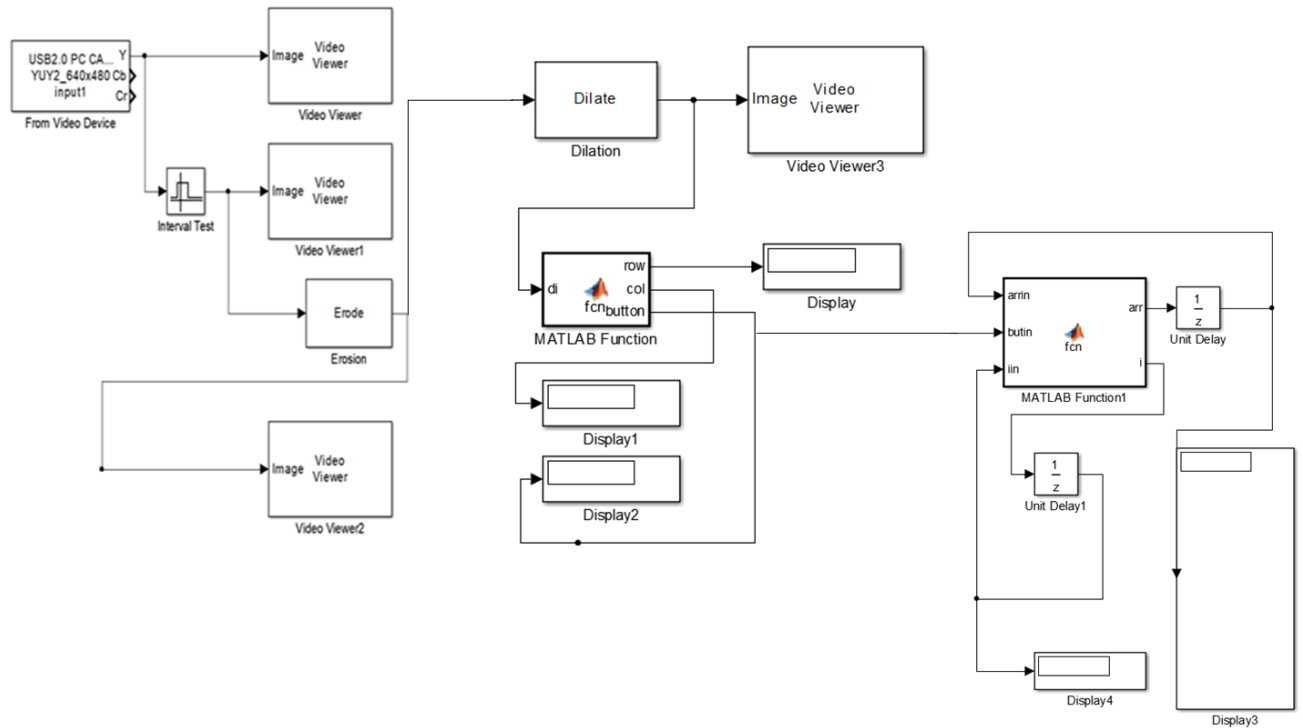 USB2.0 PC CA...
YUY2_640x480
input1
Y
Cb
Cr
From Video Device
Image
Video
Viewer
Video Viewer
Interval Test
Image
Video
Viewer
Video Viewer1
Erode
Erosion
Image
Video
Viewer
Video Viewer2
Dilate
Dilation
Image
Video
Viewer
Video Viewer3
di
fcn
row
col
button
MATLAB Function
Display
Display1
Display2
arrin
butin
iin
fcn
arr
i
MATLAB Function1
1
z
Unit Delay
1
z
Unit Delay1
Display4
Display3